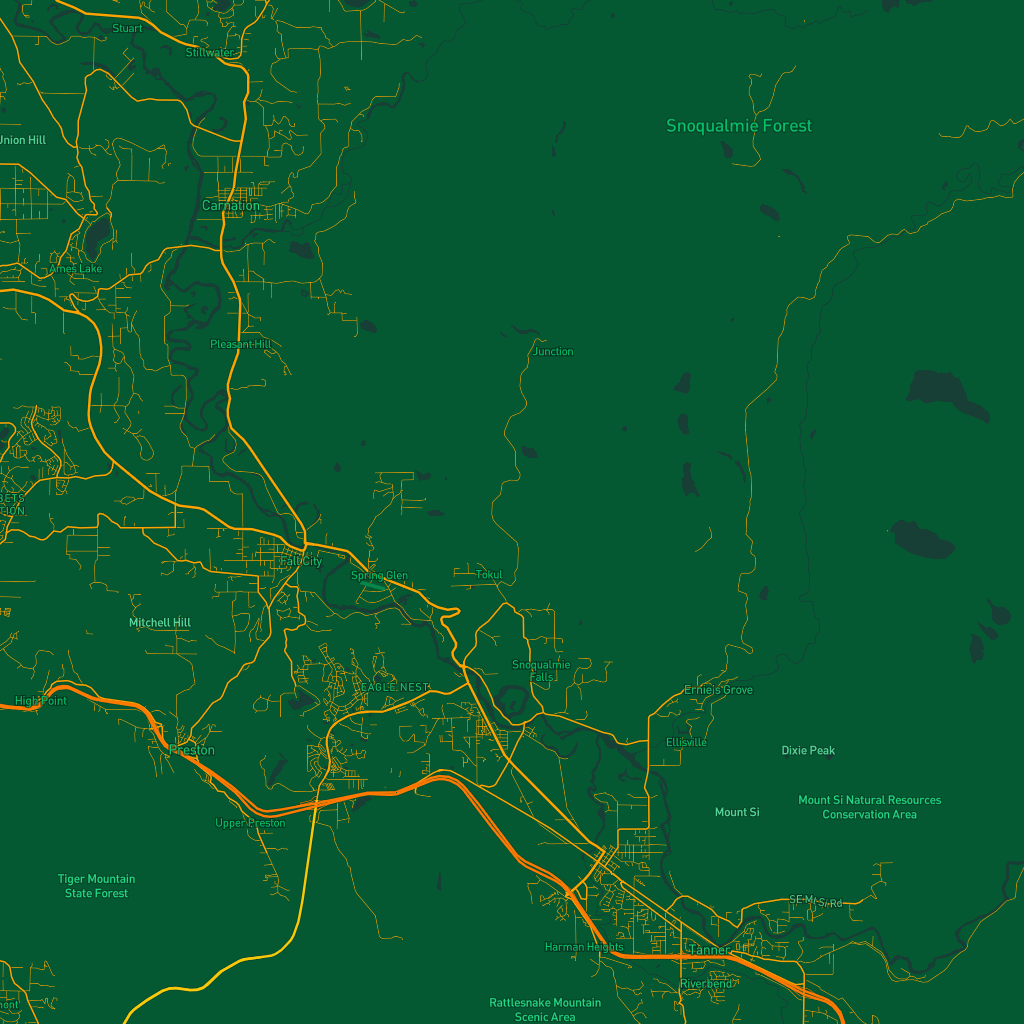 Stuart
Stillwater
Snoqualmie Forest
Union Hill
Carnation
Ames Lake
Pleasant Hill
Junction
Fall City
Spring Glen
Tokul
Mitchell Hill
Snoqualmie
Falls
EAGLE NEST
Ernie's Grove
High Point
Preston
Ellisville
Dixie Peak
Mount Si Natural Resources
Conservation Area
Mount Si
Upper Preston
Tiger Mountain
State Forest
SE Mt Si Rd
Harman Heights
Tanner
Riverbend
Rattlesnake Mountain
Scenic Area